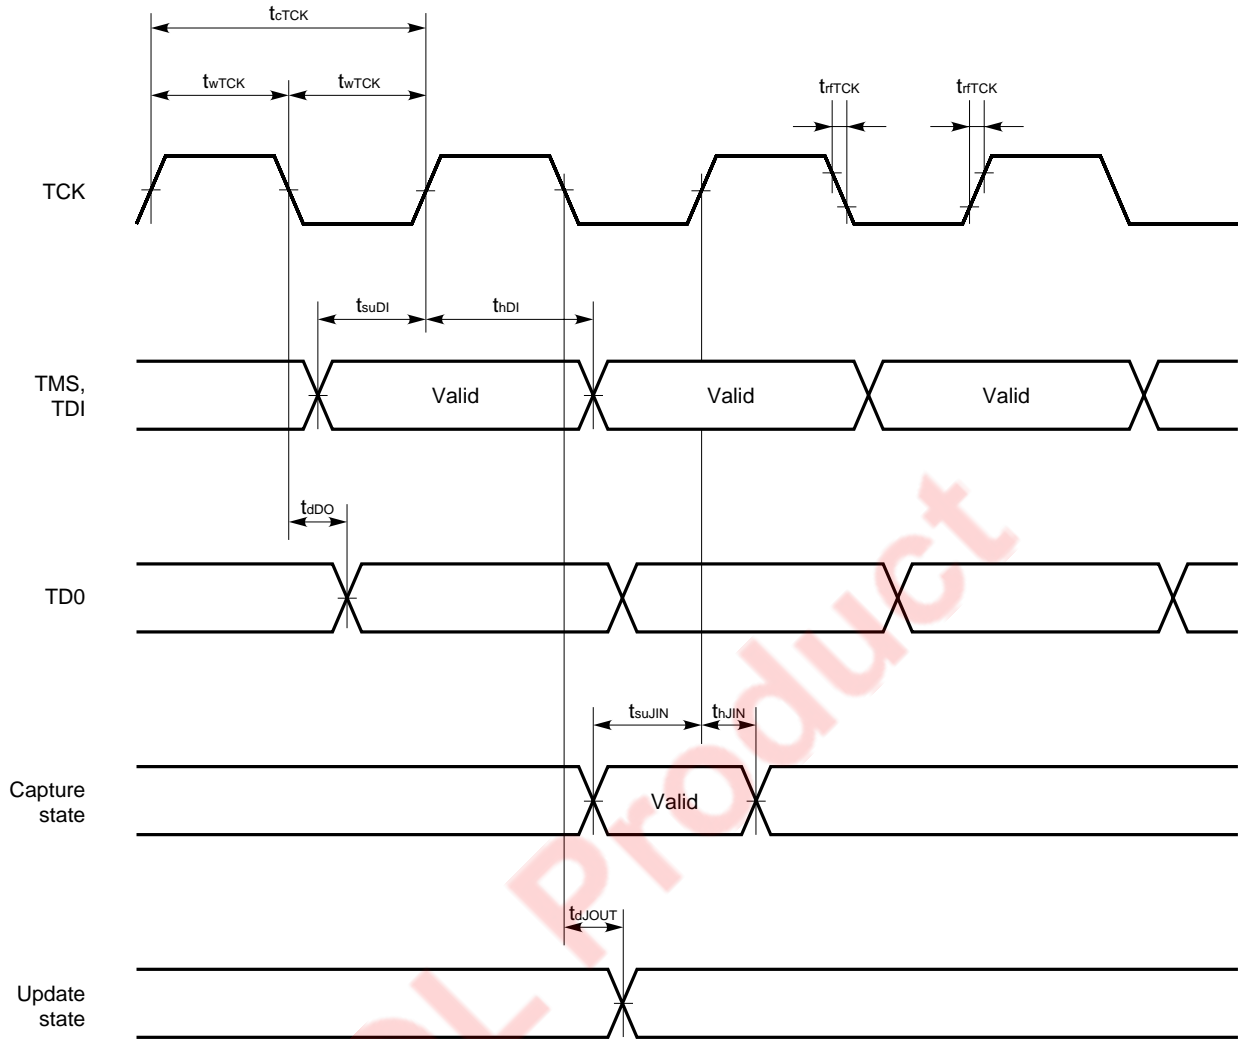 tcTCK
twTCK twTCK trfTCK trfTCK
TCK
tsuDI thDI
TMS,
TDI
Valid Valid Valid
tdDO
TD0
tsuJIN thJIN
Capture
state
Valid
tdJOUT
Update
state
OL Product